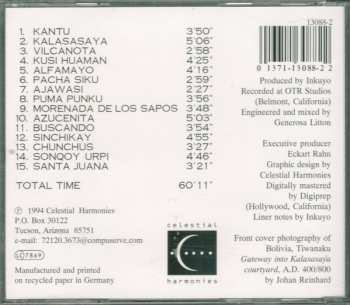 13088-2
1. KANTU 3'50"
2. KALASASAYA 5'06"
3. VILCANOTA 2'58"
4. KUSI HUAMAN 4'25"
5. ALFAMAYO 4'16"
6. PACHA SIKU 2'59"
7. AJAWASI 2'58"
8. PUMA PUNKU 3'56"
9. MORENADA DE LOS SAPOS 3'48"
10. AZUCENITA 5'03"
11. BUSCANDO 3'54"
12. SINCHIKAY 4'55"
13. CHUNCHUS 3'27"
14. SONQOY URPI 4'46"
15. SANTA JUANA 3'21"
TOTAL TIME 60'11"
0 1371-13088-2 2
Produced by Inkuyo
Recorded at OTR Studios
(Belmont, California)
Engineered and mixed by
Generosa Litton
Executive producer
Eckart Rahn
Graphic design by
Celestial Harmonies
Digitally mastered by
Digiprep
(Hollywood, California)
Liner notes by Inkuyo
Front cover photography of
Bolivia, Tiwanaku
Gateway into Kalasasaya
courtyard, A.D. 400/800
by Johan Reinhard
℗ 1994 Celestial Harmonies
P.O. Box 30122
Tucson, Arizona
85751
e-mail: 72120.3673@compuserve.com
LC 7869
Manufactured and printed
on recycled paper in Germany
celestial
harmonies